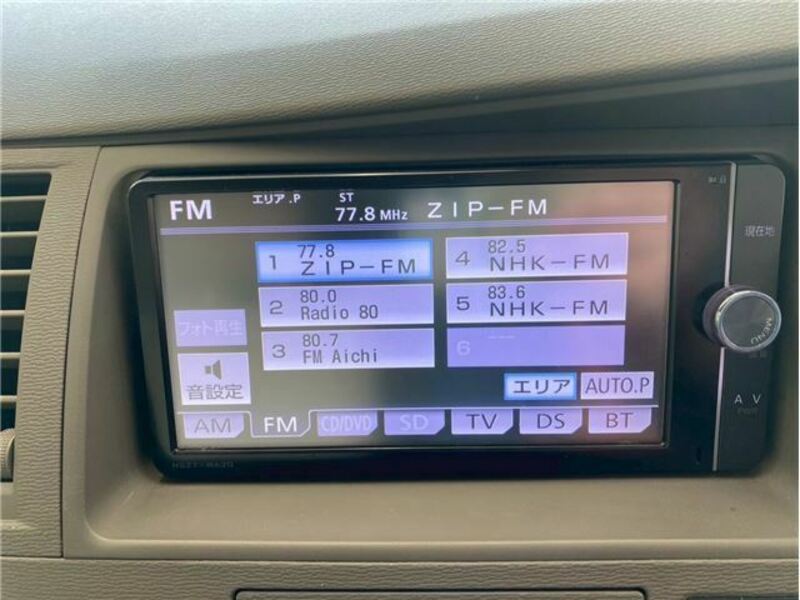 FM エリア.P ST 77.8 MHz ZIP-FM
現在地
1 77.8 ZIP-FM
4 82.5 NHK-FM
2 80.0 Radio 80
5 83.6 NHK-FM
3 80.7 FM Aichi
6 ---
フォト再生
音設定
エリア AUTO.P
AM FM CD/DVD SD TV DS BT
MENU
AV
PWR